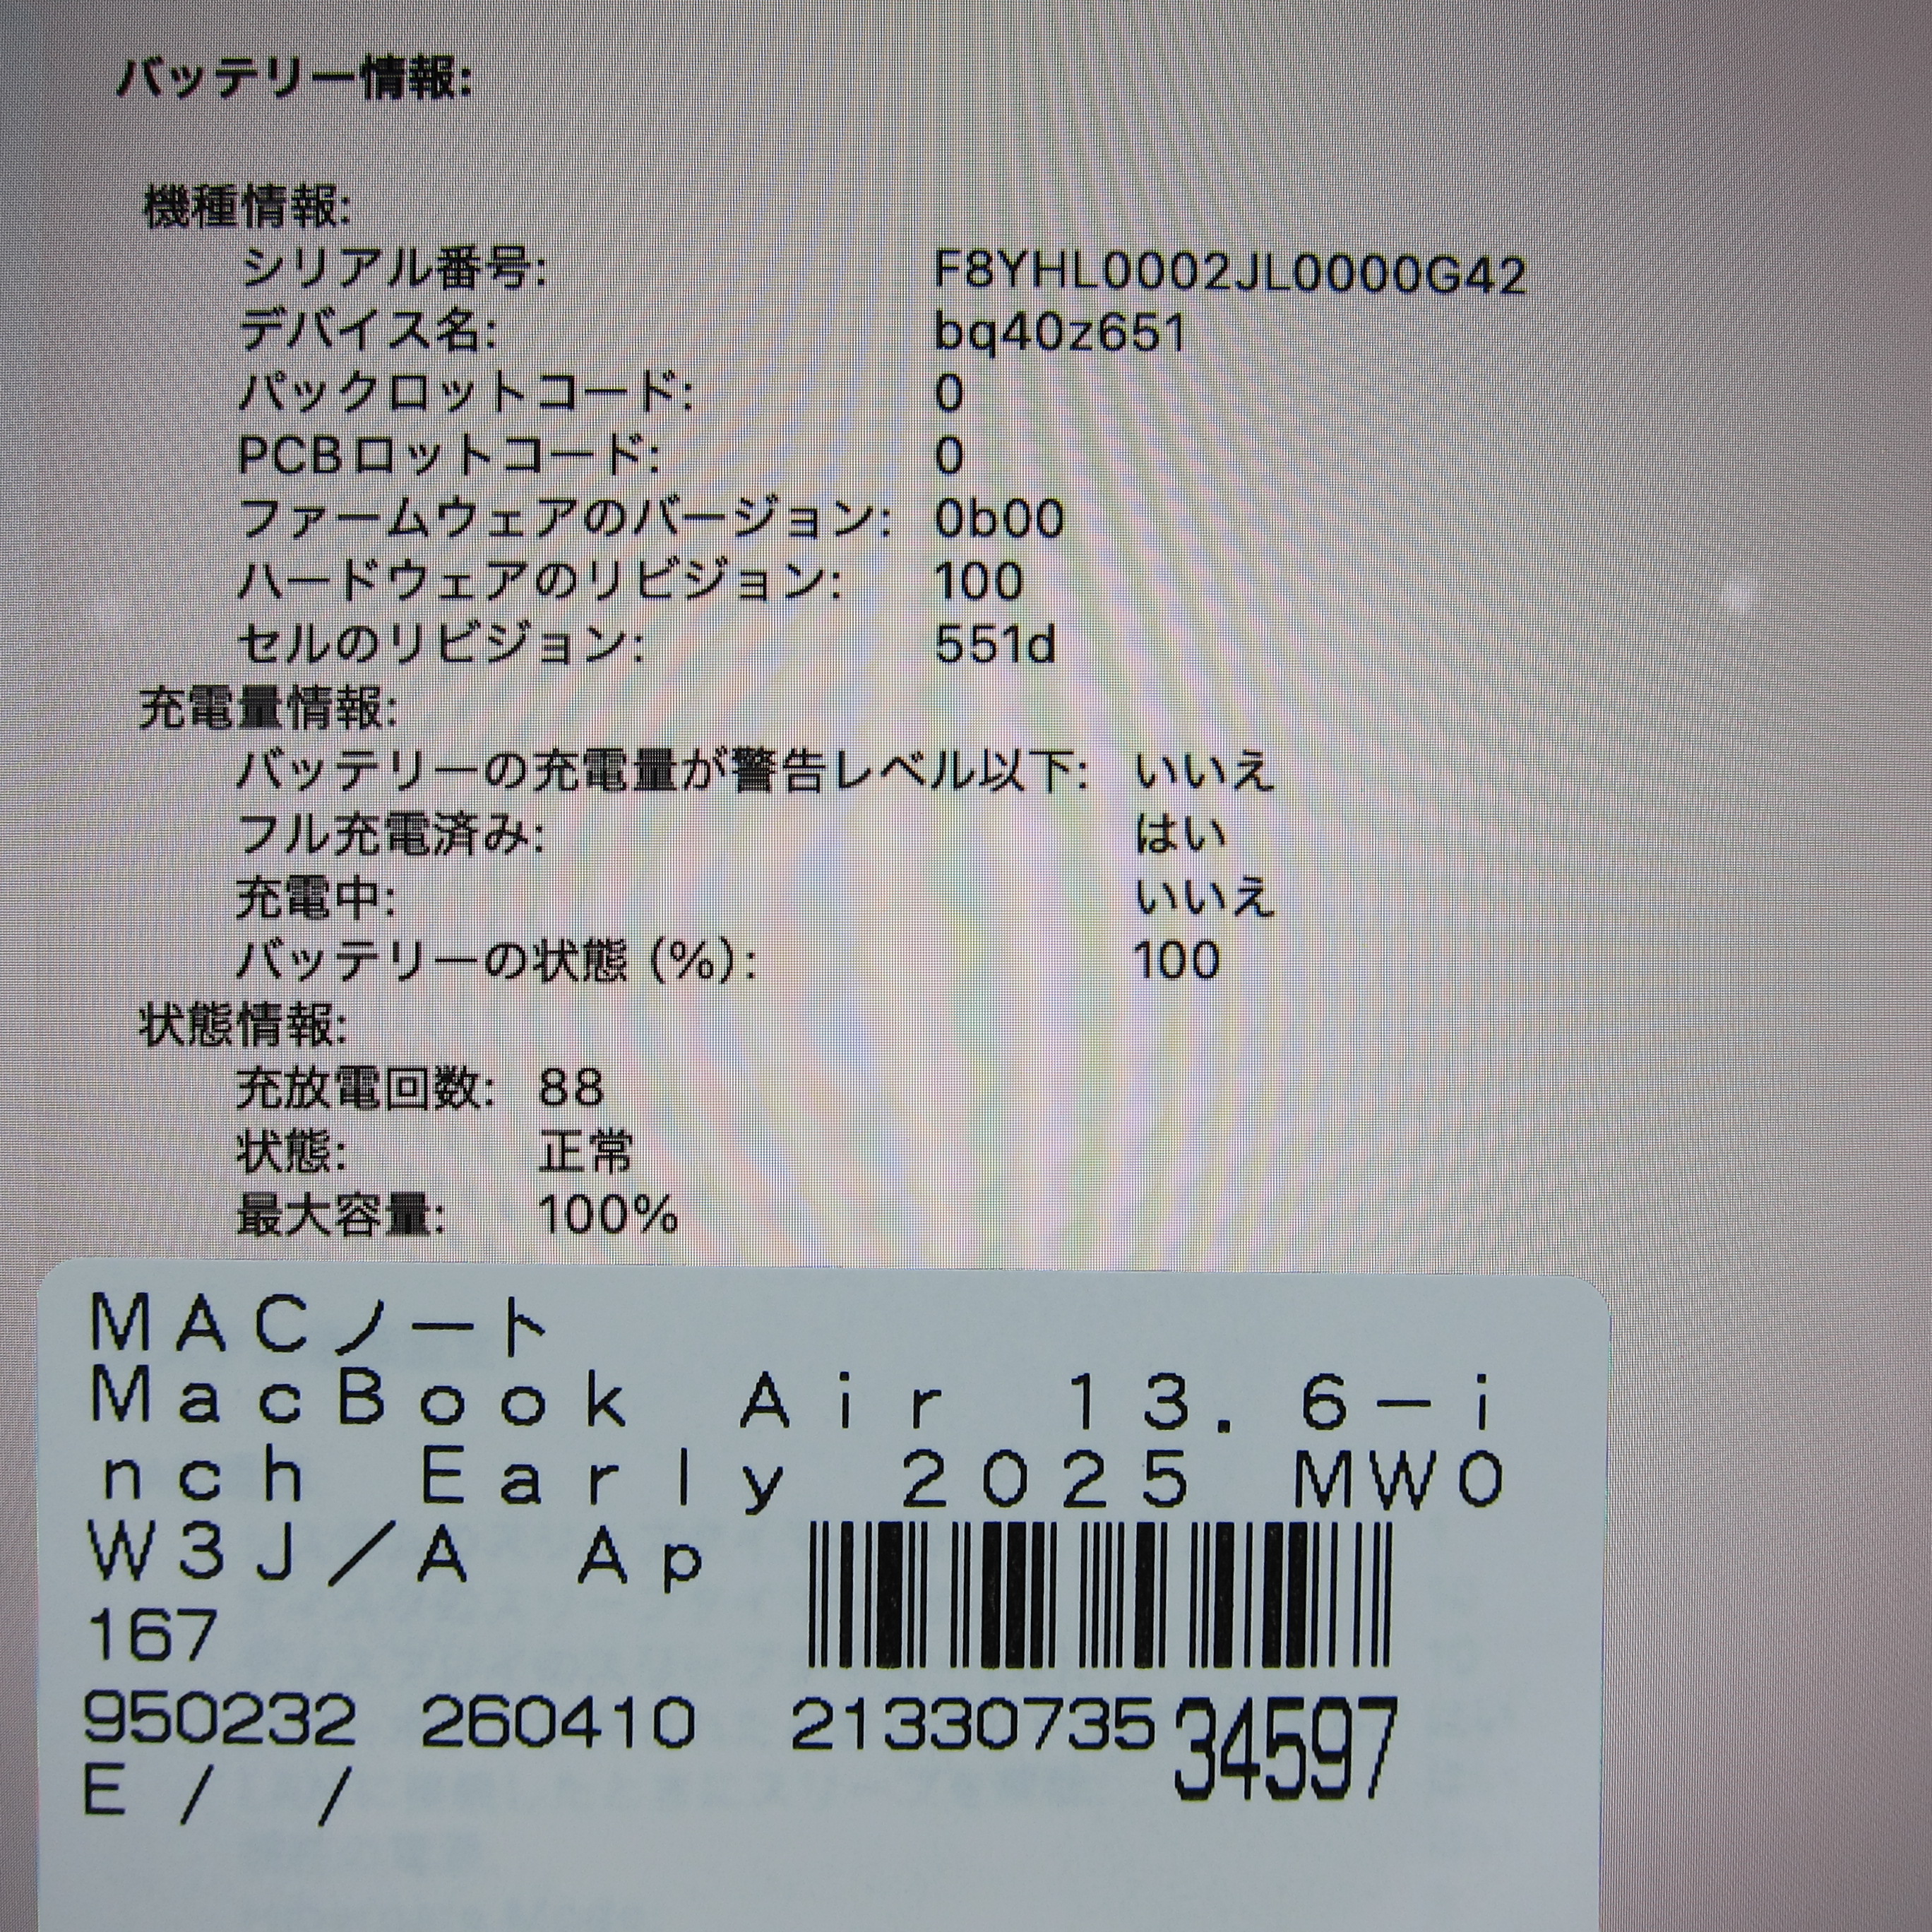 バッテリー情報:
機種情報:
シリアル番号: F8YHL0002JL0000G42
デバイス名: bq40z651
パックロットコード: 0
PCBロットコード: 0
ファームウェアのバージョン: 0b00
ハードウェアのリビジョン: 100
セルのリビジョン: 551d
充電量情報:
バッテリーの充電量が警告レベル以下: いいえ
フル充電済み: はい
充電中: いいえ
バッテリーの状態 (%): 100
状態情報:
充放電回数: 88
状態: 正常
最大容量: 100%
MACノート
MacBook Air 13.6-i
nch Early 2025 MW0
W3J/A Ap
167
950232 260410 21330735 34597
E / /